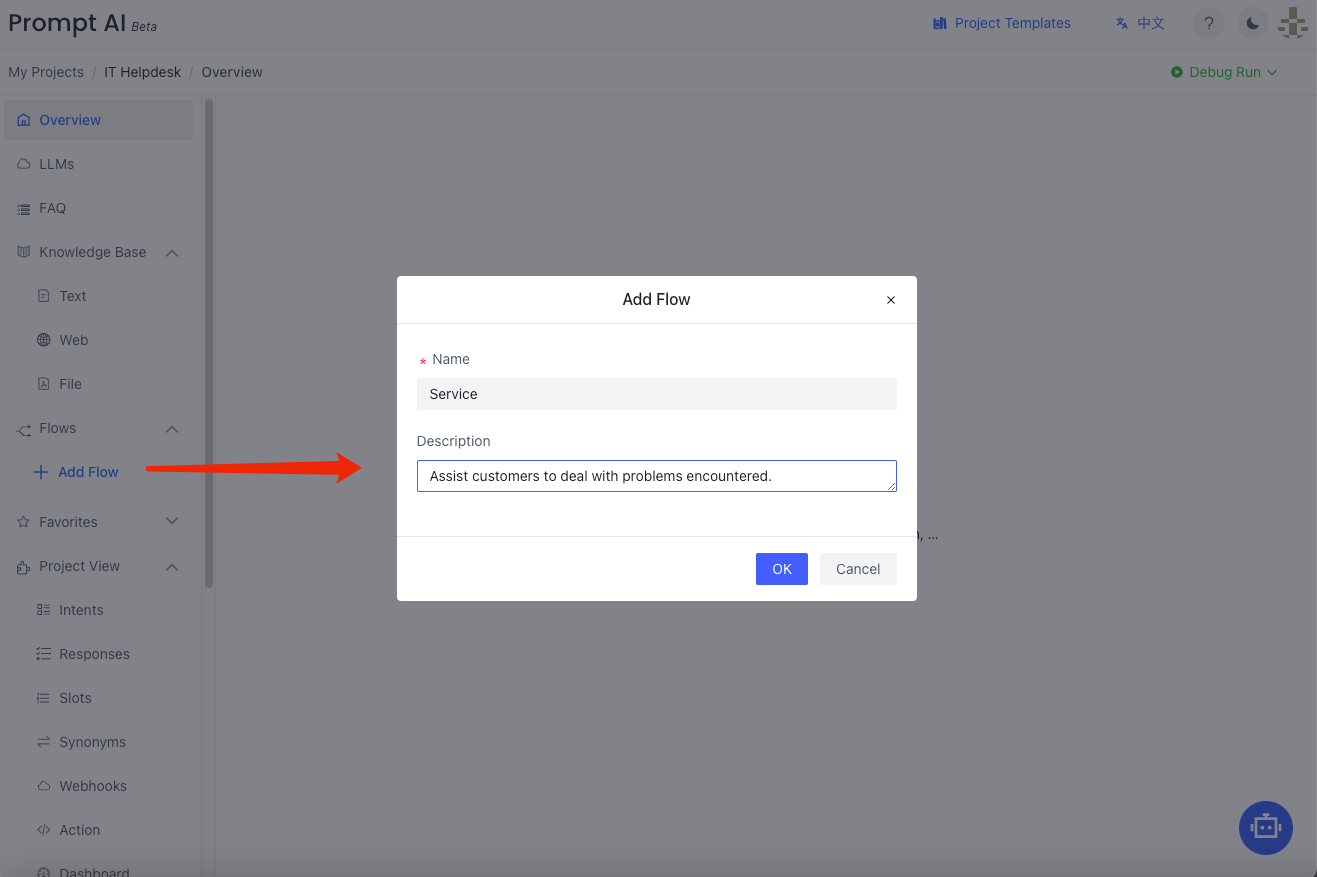 Prompt AI Beta
Project Templates
中文
?
My Projects / IT Helpdesk / Overview
Debug Run
Overview
LLMs
FAQ
Knowledge Base
Text
Web
File
Flows
Add Flow
Favorites
Project View
Intents
Responses
Slots
Synonyms
Webhooks
Action
Dashboard
Add Flow
* Name
Service
Description
Assist customers to deal with problems encountered.
, ...
OK
Cancel